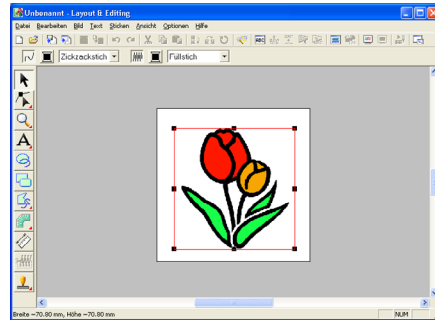 Unbenannt - Layout & Editing
Datei Bearbeiten Bild Text Sticken Ansicht Optionen Hilfe
ABC
Zickzackstich Füllstich
A
Breite ~70.80 mm, Höhe ~70.80 mm NUM